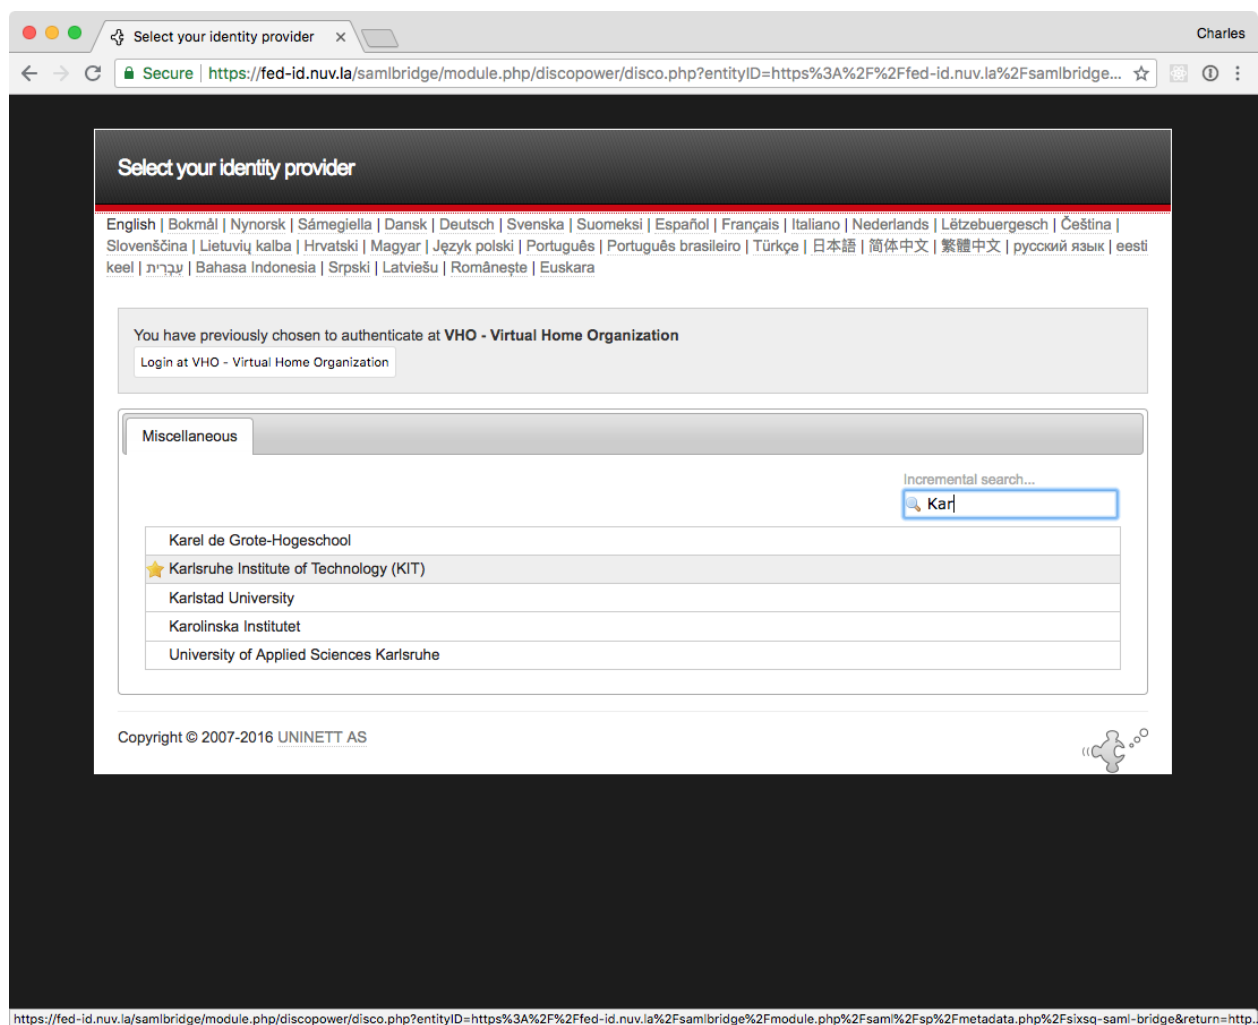 Select your identity provider
Charles
Secure | https://fed-id.nuv.la/samlbridge/module.php/discopower/disco.php?entityID=https%3A%2F%2Ffed-id.nuv.la%2Fsamlbridge...
Select your identity provider
English | Bokmål | Nynorsk | Sámegiella | Dansk | Deutsch | Svenska | Suomeksi | Español | Français | Italiano | Nederlands | Lëtzebuergesch | Čeština |
Slovenščina | Lietuvių kalba | Hrvatski | Magyar | Język polski | Português | Português brasileiro | Türkçe | 日本語 | 简体中文 | 繁體中文 | русский язык | eesti
keel | עִבְרִית | Bahasa Indonesia | Srpski | Latviešu | Românește | Euskara
You have previously chosen to authenticate at VHO - Virtual Home Organization
Login at VHO - Virtual Home Organization
Miscellaneous
Incremental search...
Kar
Karel de Grote-Hogeschool
Karlsruhe Institute of Technology (KIT)
Karlstad University
Karolinska Institutet
University of Applied Sciences Karlsruhe
Copyright © 2007-2016 UNINETT AS
https://fed-id.nuv.la/samlbridge/module.php/discopower/disco.php?entityID=https%3A%2F%2Ffed-id.nuv.la%2Fsamlbridge%2Fmodule.php%2Fsaml%2Fsp%2Fmetadata.php%2Fsixsq-saml-bridge&return=http